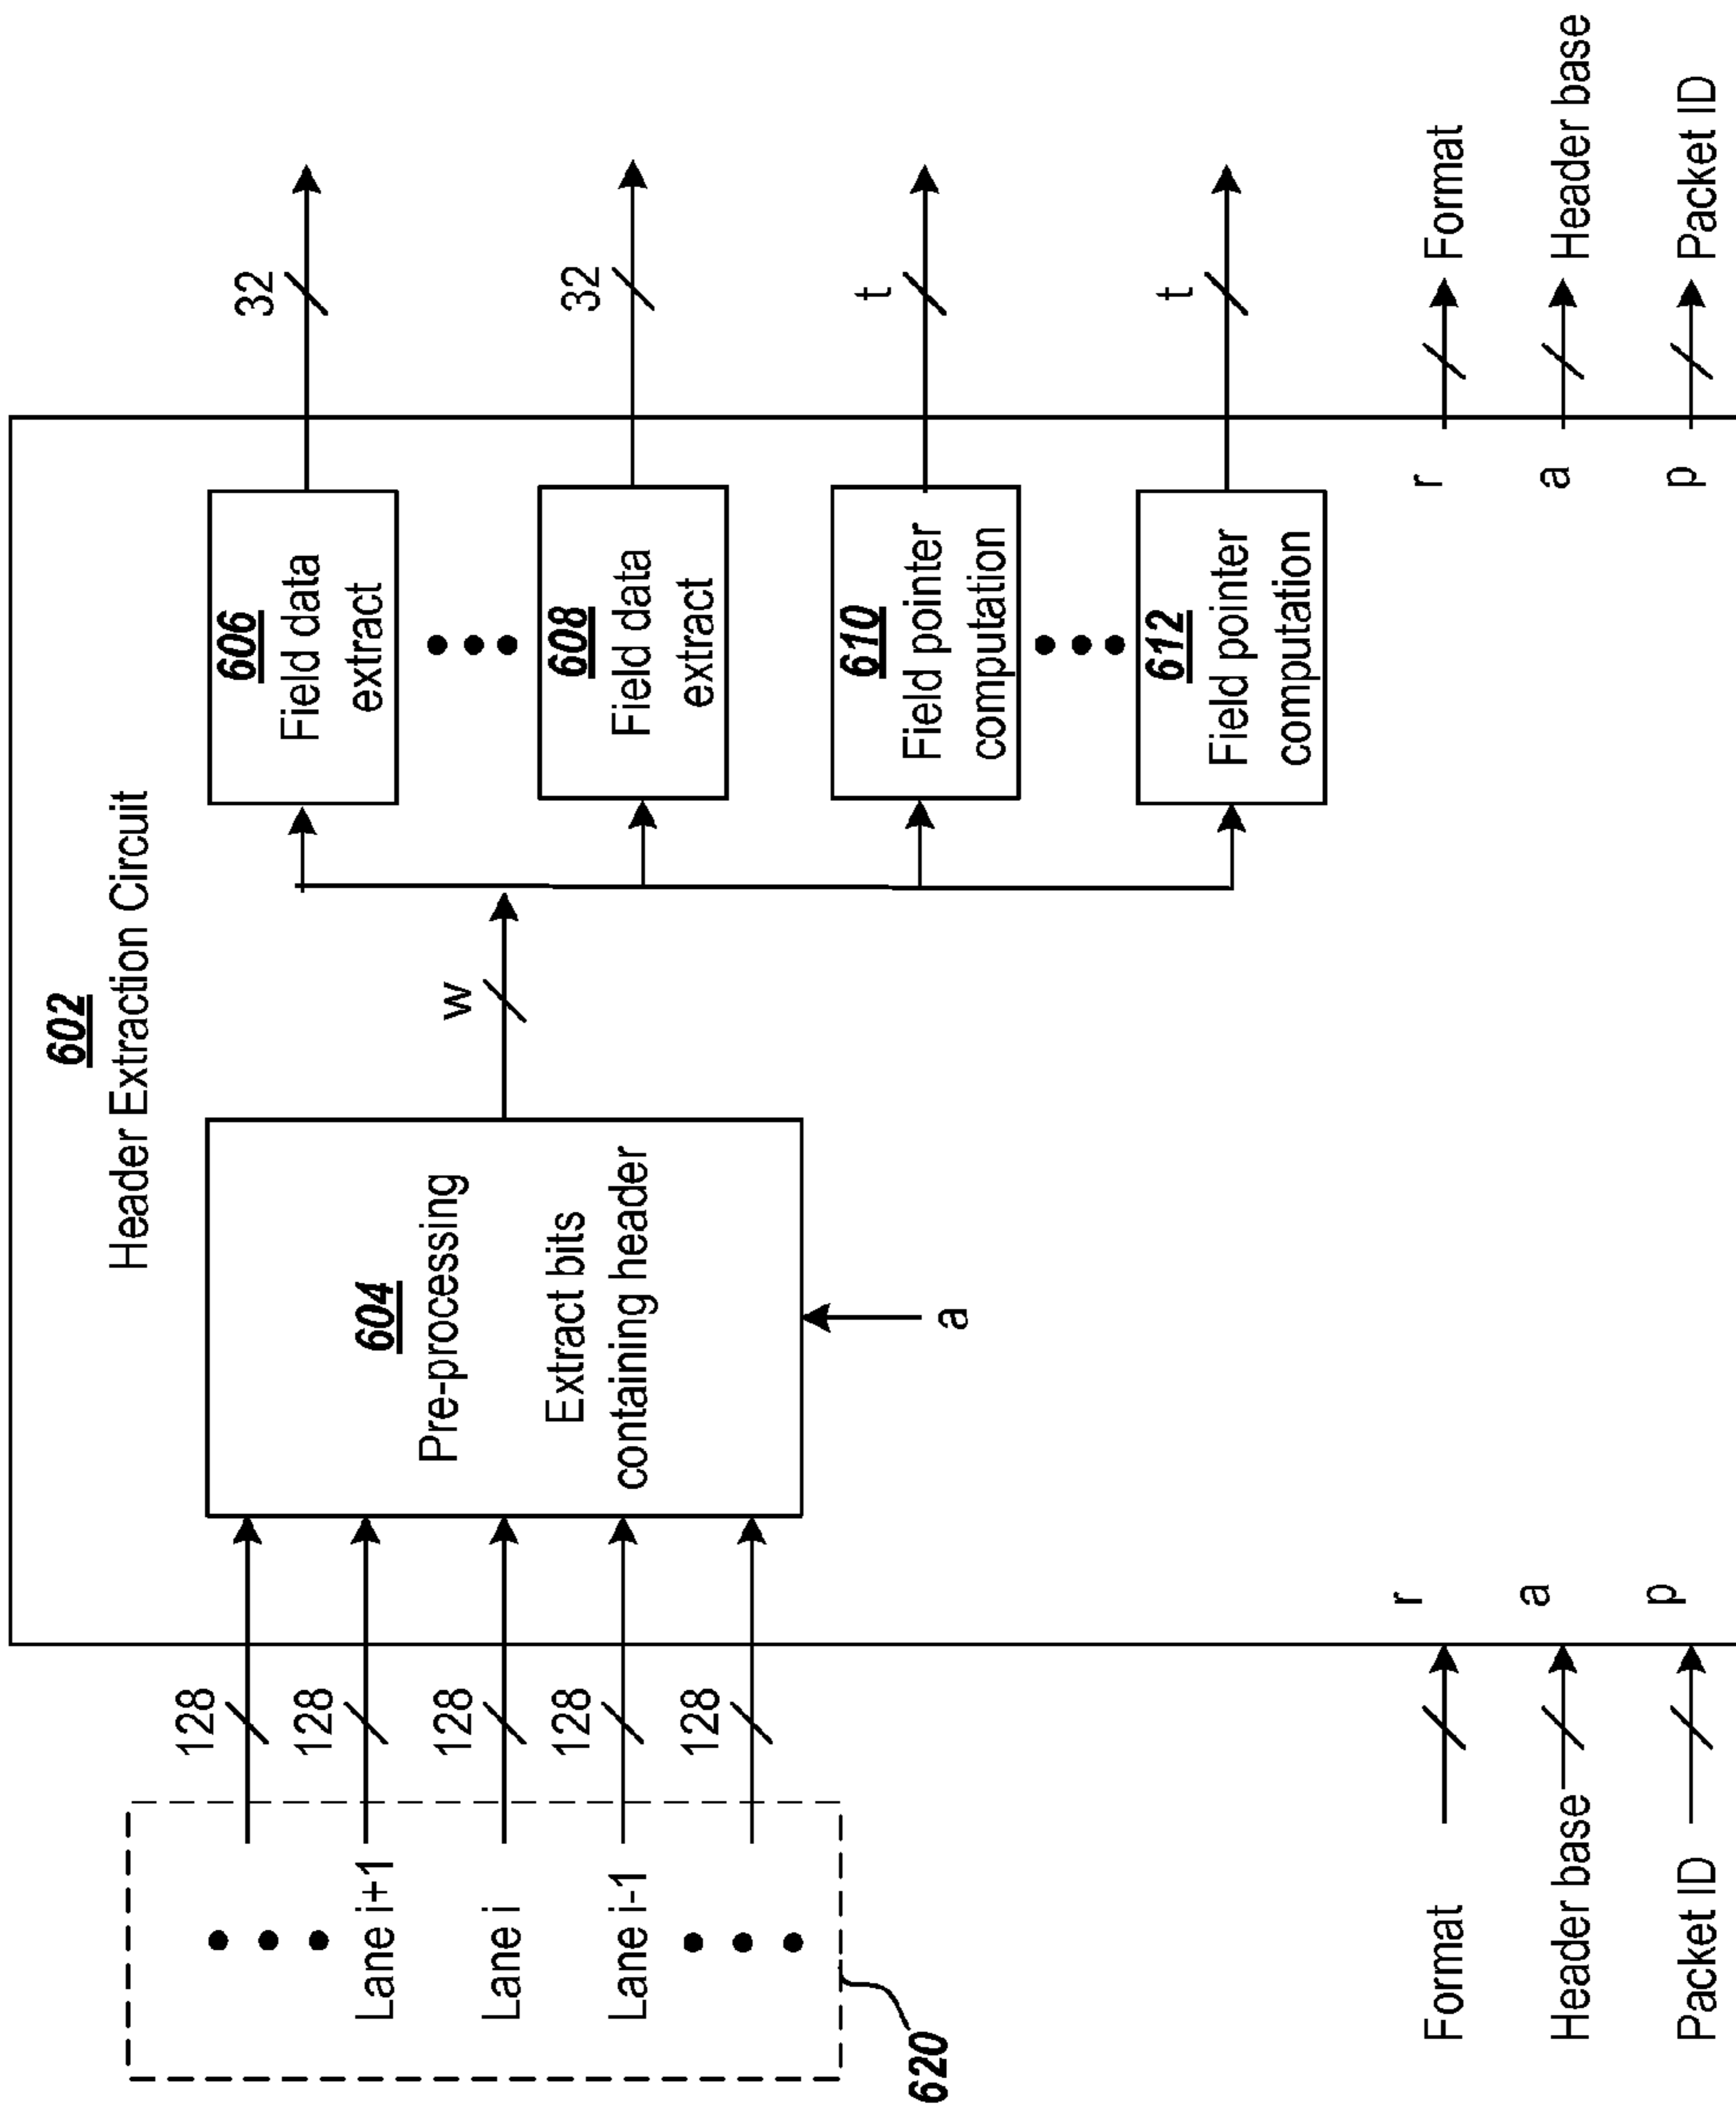 602
Header Extraction Circuit
128
128
128
128
128
Lane i+1
Lane i
Lane i-1
620
604
Pre-processing
Extract bits
containing header
a
w
606
Field data
extract
32
608
Field data
extract
32
610
Field pointer
computation
t
612
Field pointer
computation
t
Format
r
r
Format
Header base
a
a
Header base
Packet ID
p
p
Packet ID